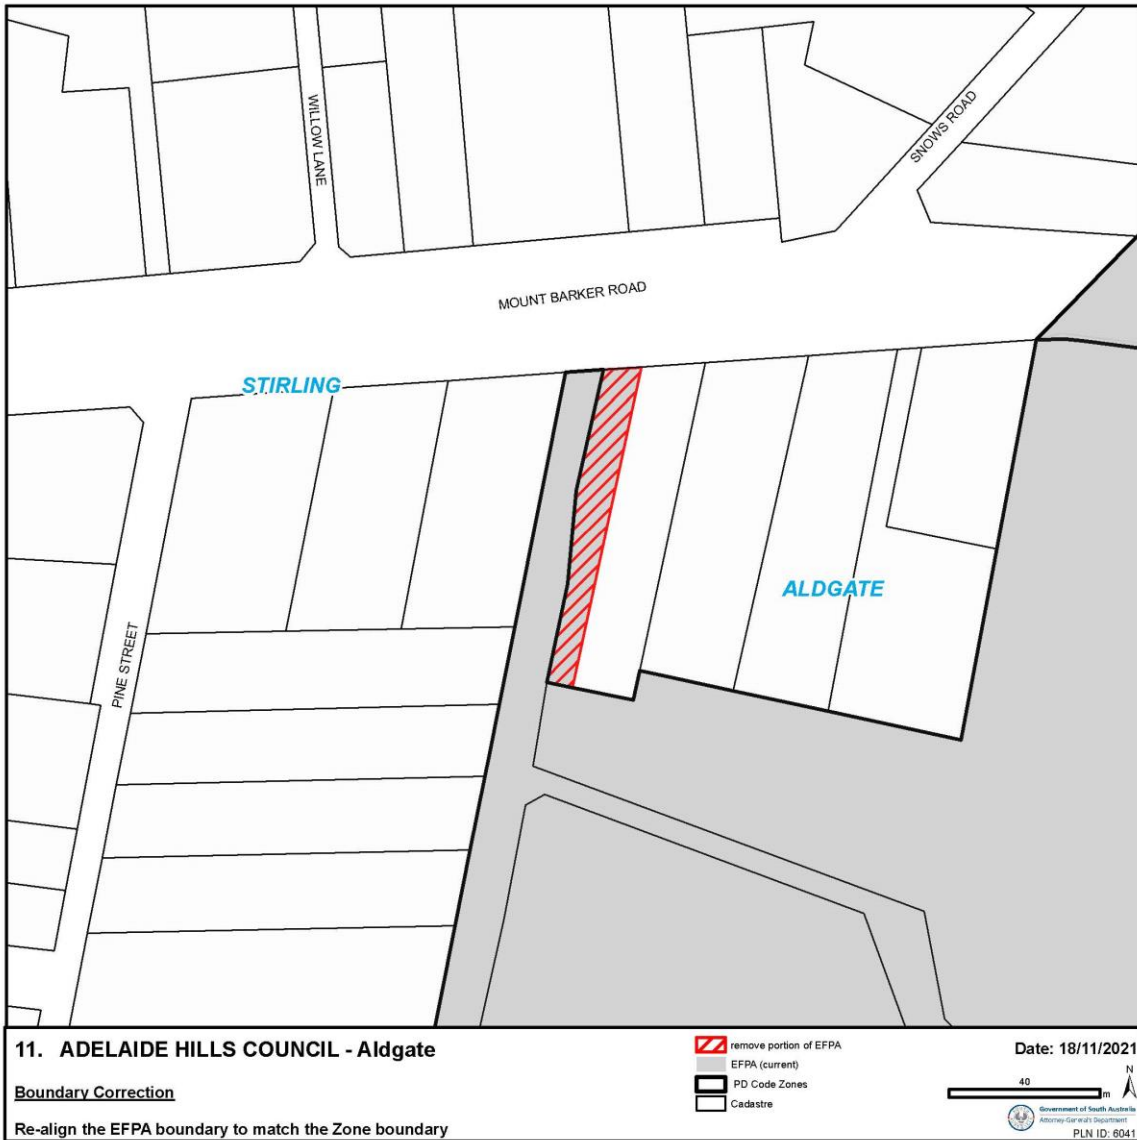 WILLOW LANE
SNOWS ROAD
MOUNT BARKER ROAD
STIRLING
ALDGATE
PINE STREET
11. ADELAIDE HILLS COUNCIL - Aldgate
Boundary Correction
Re-align the EFPA boundary to match the Zone boundary
remove portion of EFPA
EFPA (current)
PD Code Zones
Cadastre
Date: 18/11/2021
N
40
m
Government of South Australia
Attorney-General's Department
PLN ID: 6041